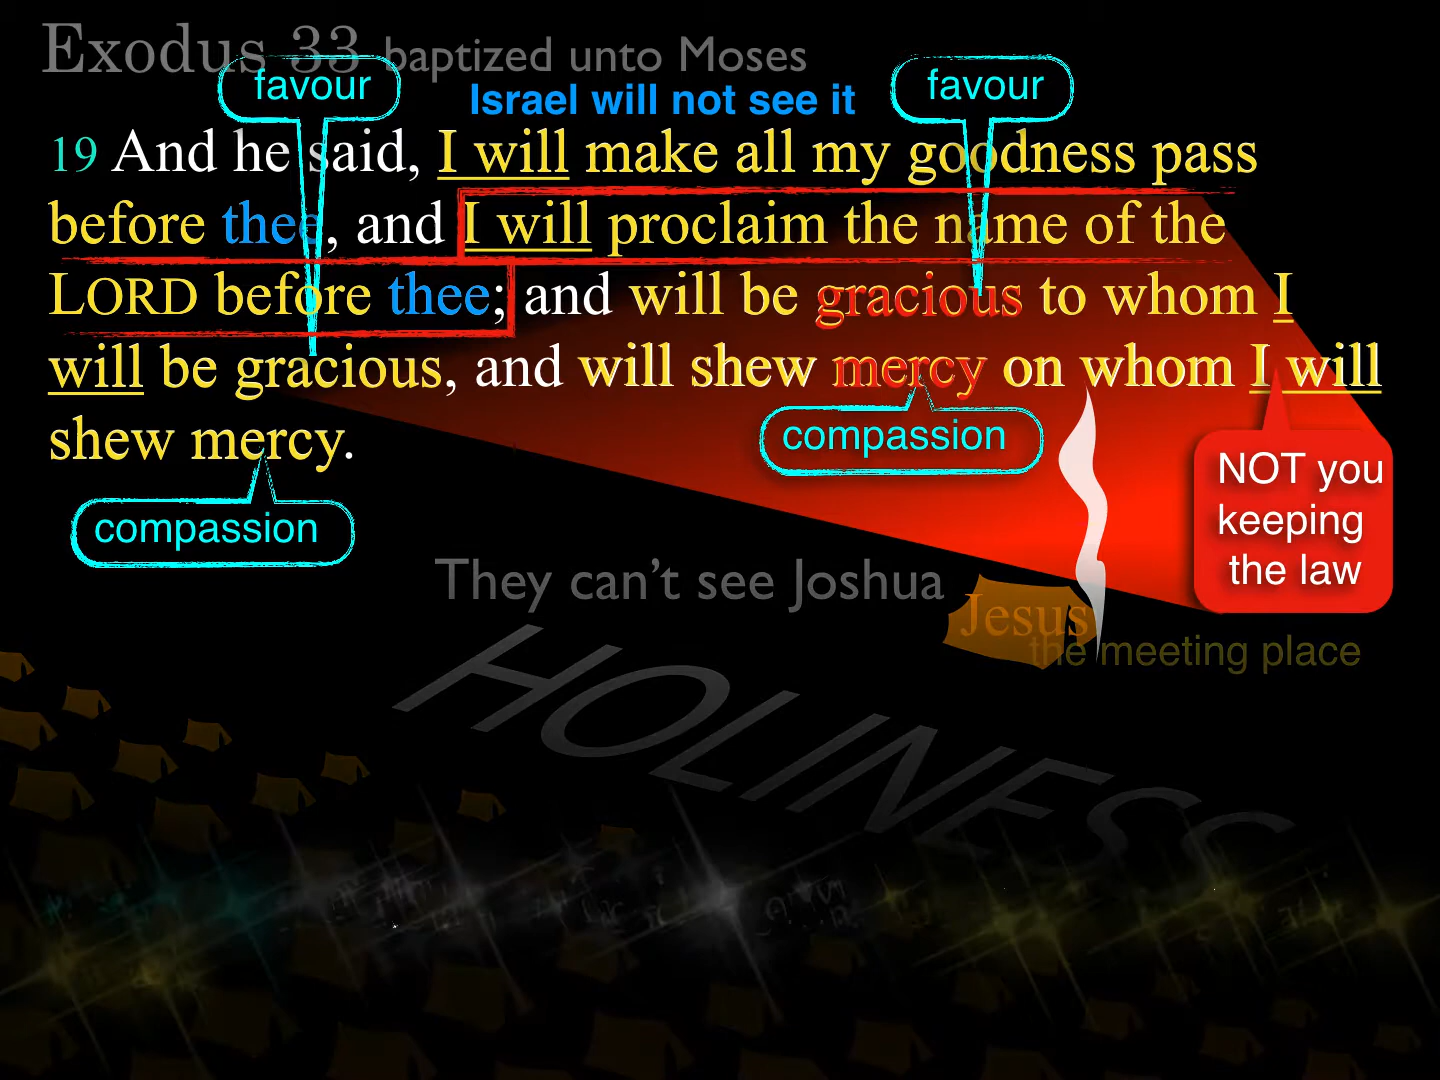 Exodus 33 baptized unto Moses
favour
Israel will not see it
favour
19 And he said, I will make all my goodness pass
before thee, and I will proclaim the name of the
LORD before thee; and will be gracious to whom I
will be gracious, and will shew mercy on whom I will
shew mercy.
compassion
compassion
NOT you
keeping
the law
They can't see Joshua
Jesus
the meeting place
HOLINESS